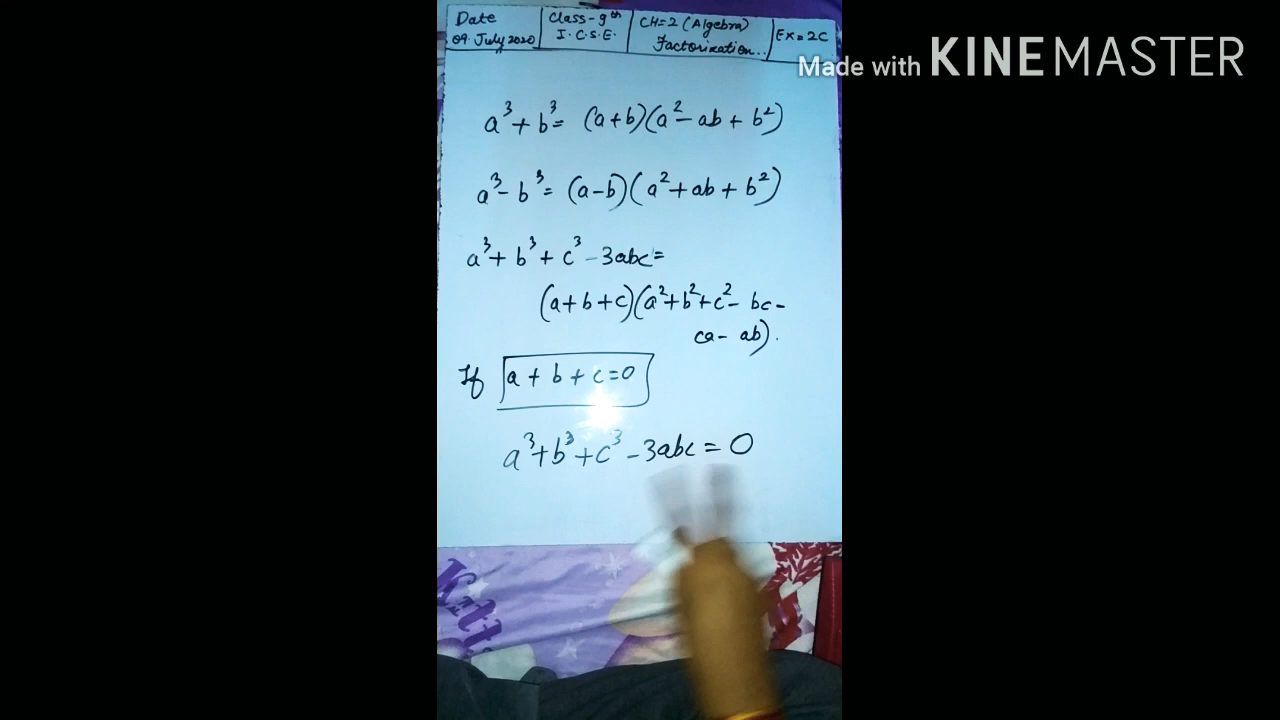 Date
09. July 2020
Class-9th
I.C.S.E.
CH=2 (Algebra)
Factorization..
Ex=2C
Made with KINEMASTER
a³+ b³= (a+b)(a²- ab + b²)
a³- b³= (a-b)(a²+ab+b²)
a³+ b³+ c³-3abc=
(a+b+c)(a²+b²+c²- bc-
ca- ab).
If a+b+c=0
a³+b³+c³-3abc=0
Kitt